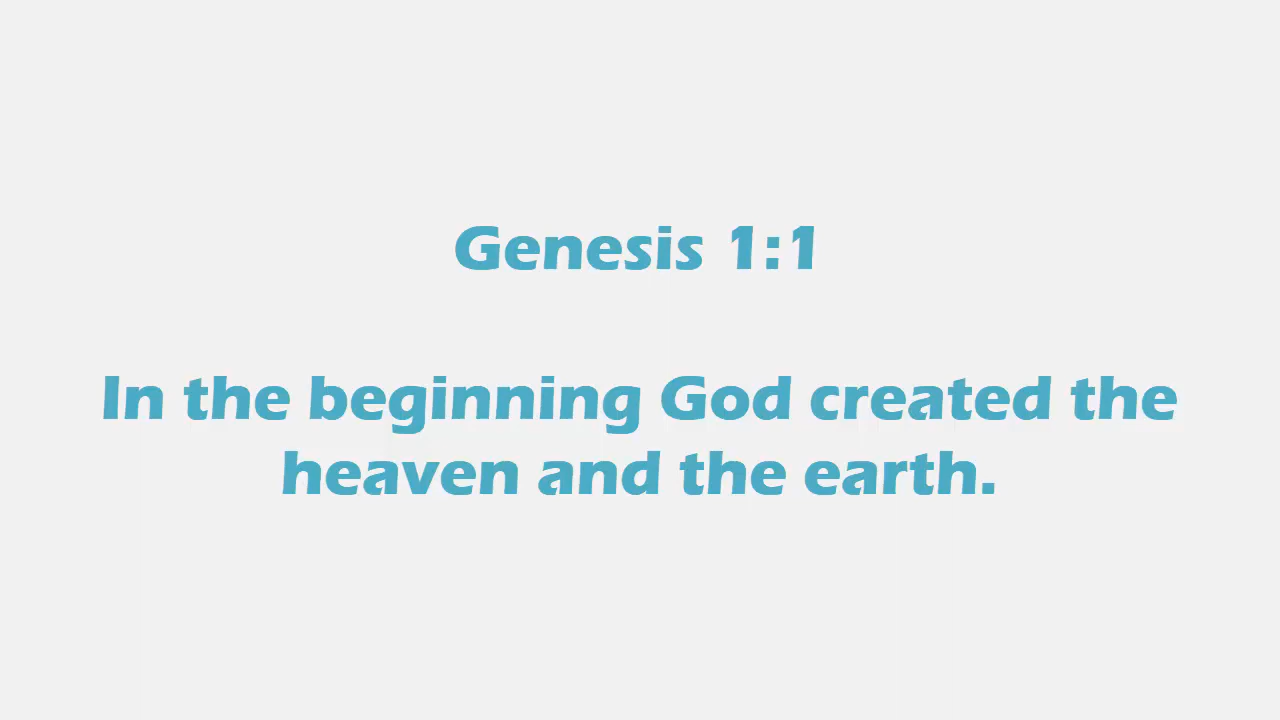 Genesis 1:1
In the beginning God created the
heaven and the earth.